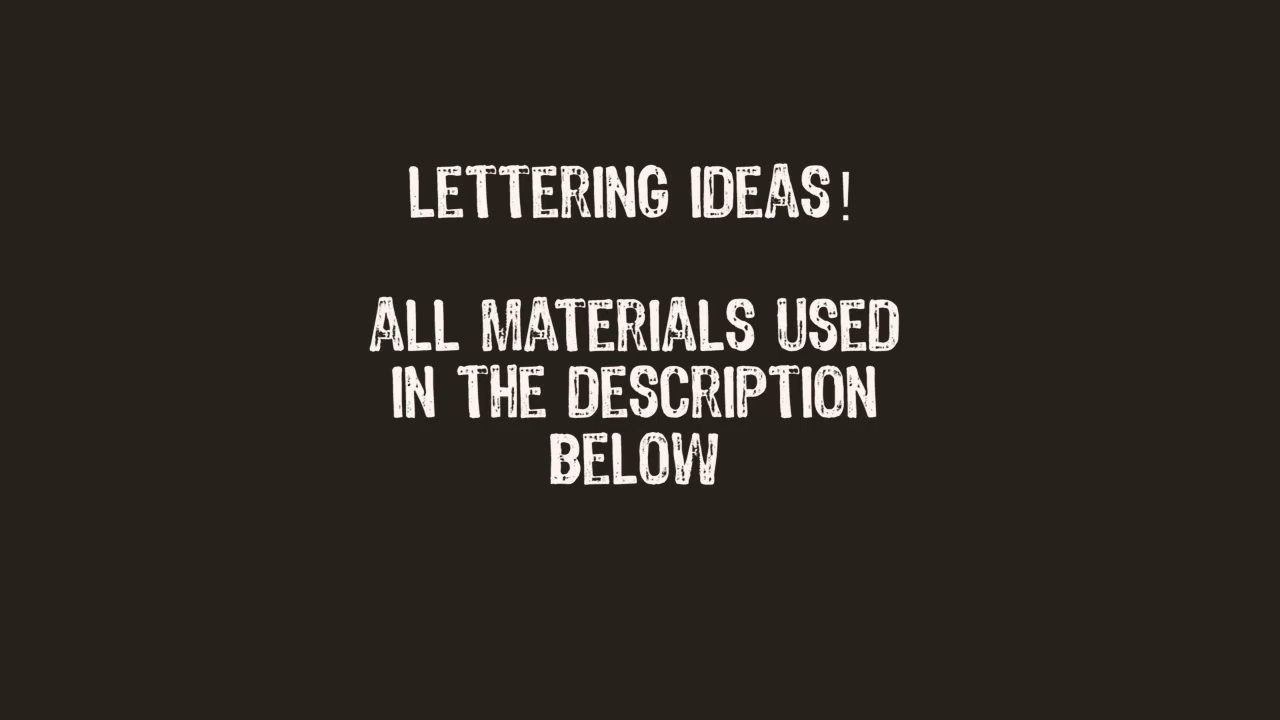 LETTERING IDEAS!
ALL MATERIALS USED
IN THE DESCRIPTION
BELOW